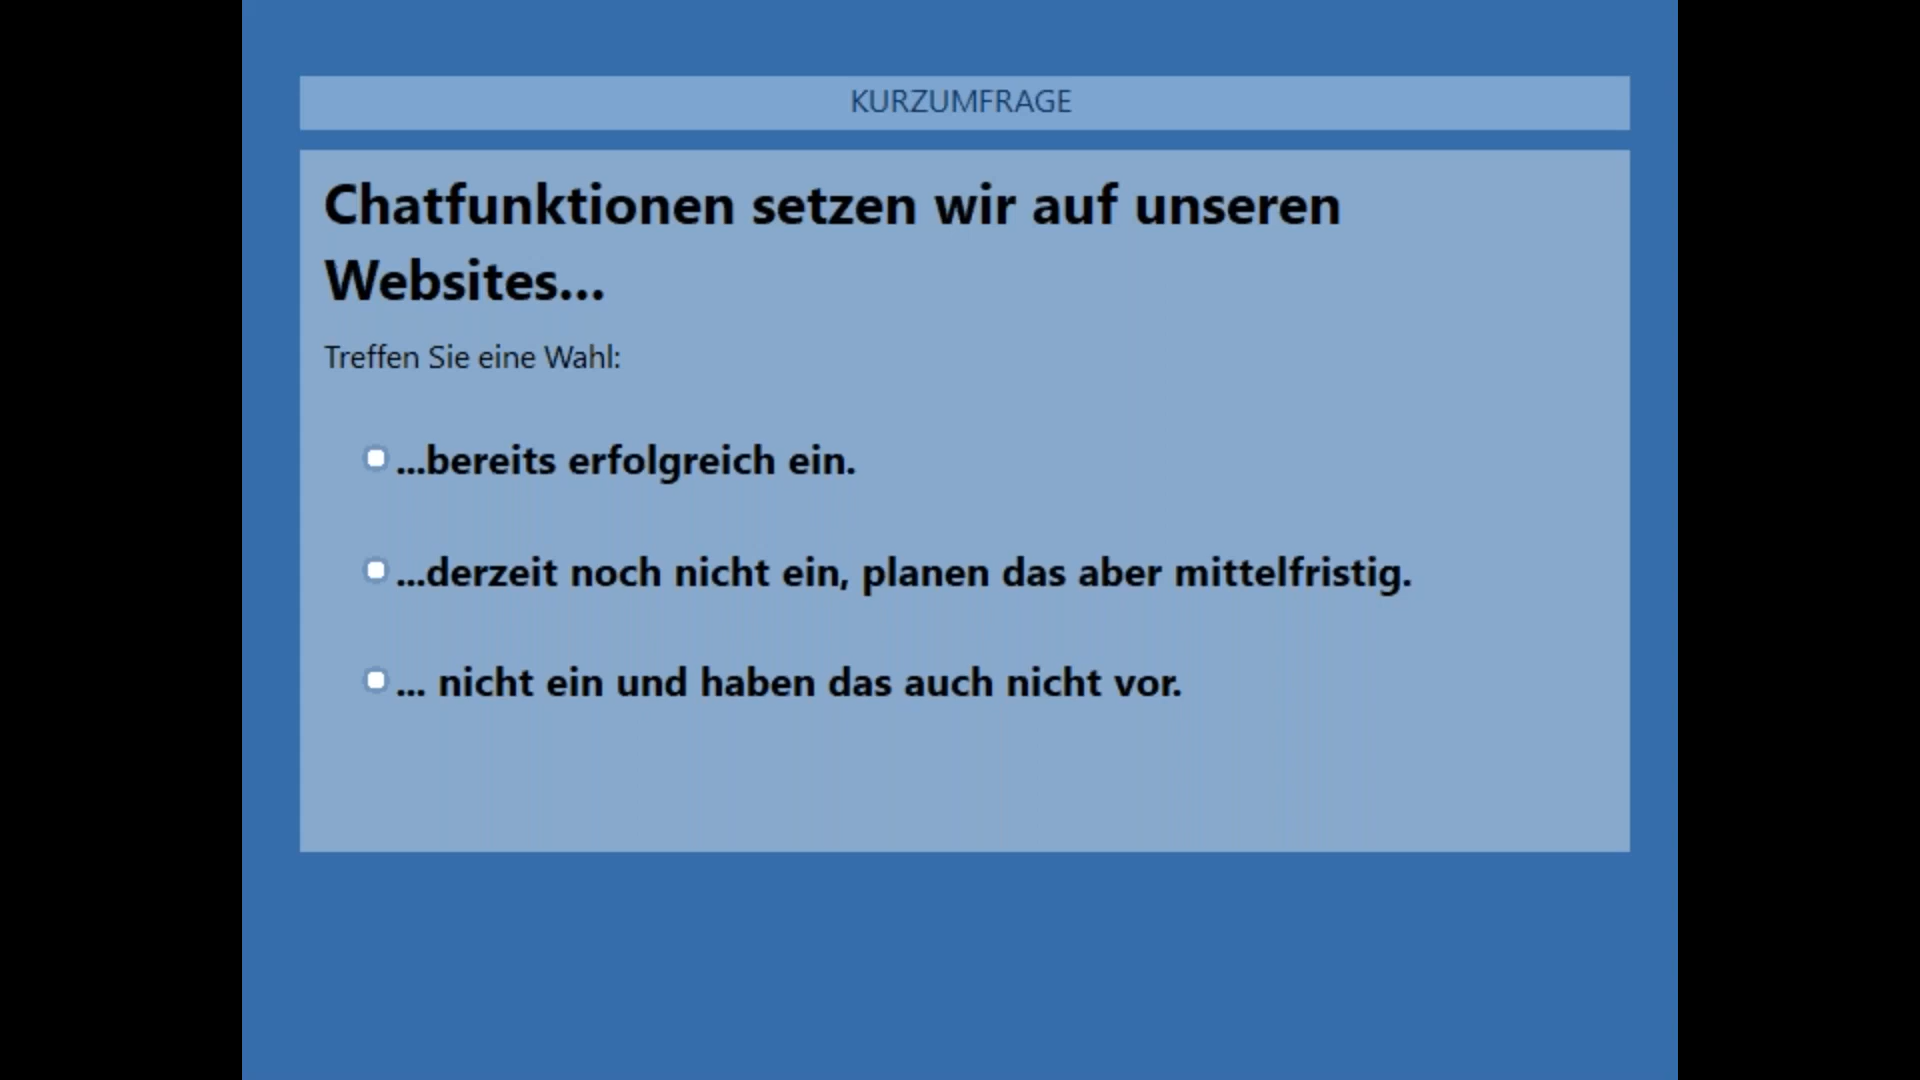 KURZUMFRAGE
Chatfunktionen setzen wir auf unseren
Websites...
Treffen Sie eine Wahl:
...bereits erfolgreich ein.
...derzeit noch nicht ein, planen das aber mittelfristig.
... nicht ein und haben das auch nicht vor.